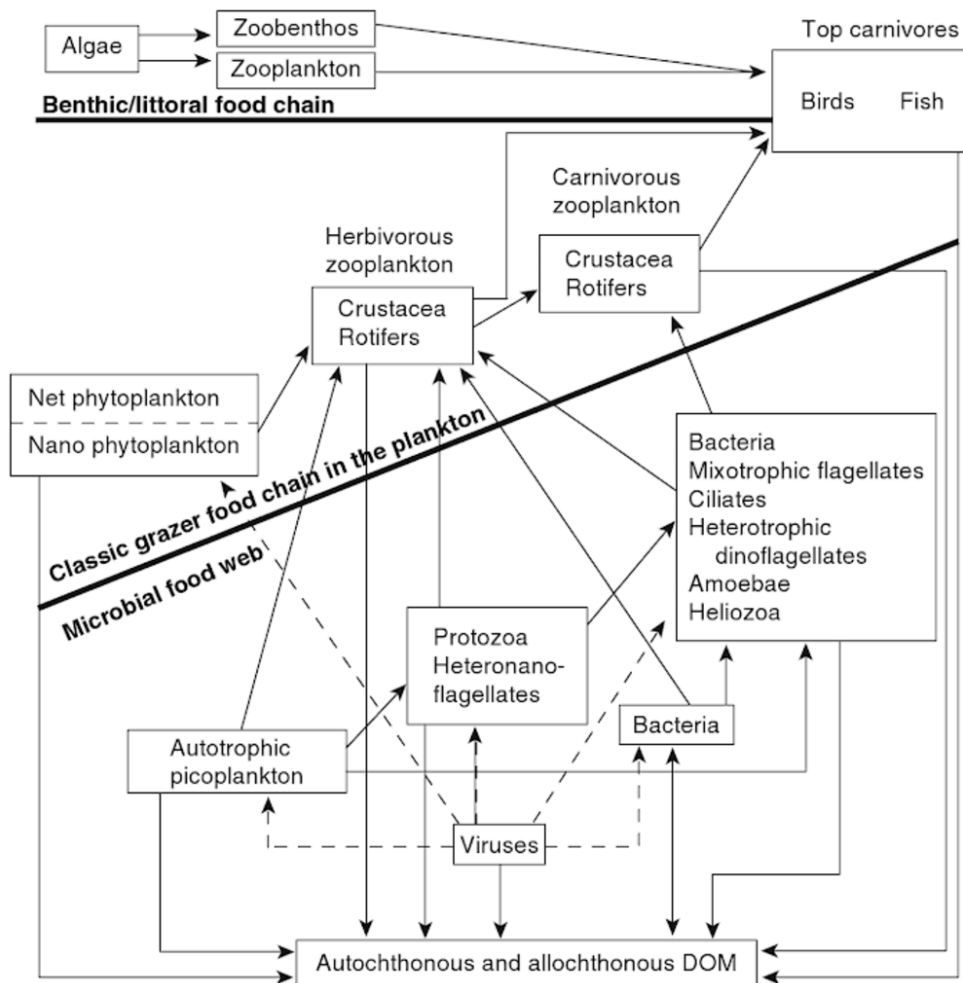 Algae
Zoobenthos
Zooplankton
Top carnivores
Birds Fish
Benthic/littoral food chain
Carnivorous
zooplankton
Crustacea
Rotifers
Herbivorous
zooplankton
Crustacea
Rotifers
Net phytoplankton
Nano phytoplankton
Classic grazer food chain in the plankton
Microbial food web
Bacteria
Mixotrophic flagellates
Ciliates
Heterotrophic
dinoflagellates
Amoebae
Heliozoa
Protozoa
Heteronano-
flagellates
Bacteria
Autotrophic
picoplankton
Viruses
Autochthonous and allochthonous DOM